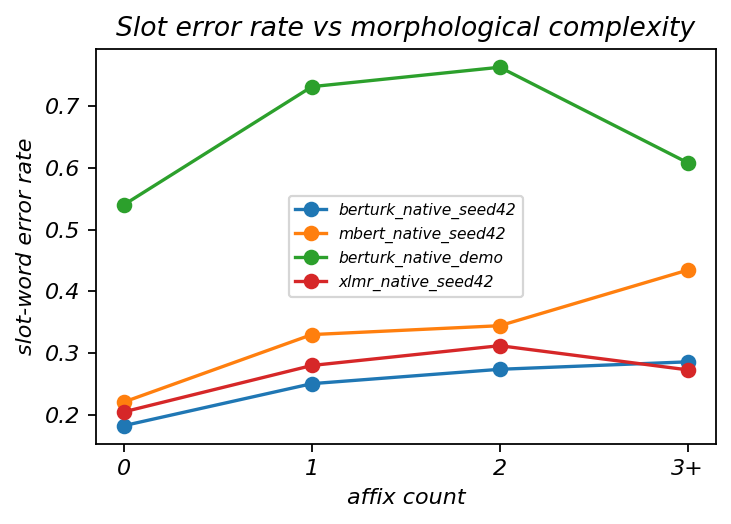 Slot error rate vs morphological complexity
slot-word error rate
0.7
0.6
0.5
0.4
0.3
0.2
berturk_native_seed42
mbert_native_seed42
berturk_native_demo
xlmr_native_seed42
0 1 2 3+
affix count